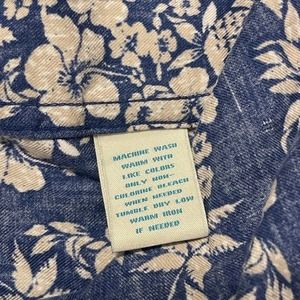 MACHINE WASH
WARM WITH
LIKE COLORS
ONLY NON-
CHLORINE BLEACH
WHEN NEEDED
TUMBLE DRY LOW
WARM IRON
IF NEEDED